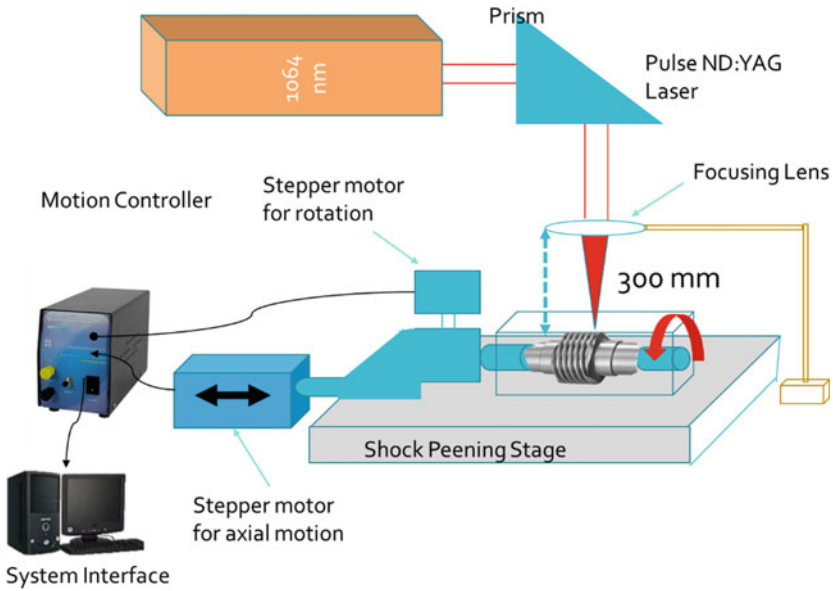 Prism
1064
nm
Pulse ND:YAG
Laser
Stepper motor
for rotation
Focusing Lens
Motion Controller
300 mm
Shock Peening Stage
Stepper motor
for axial motion
System Interface